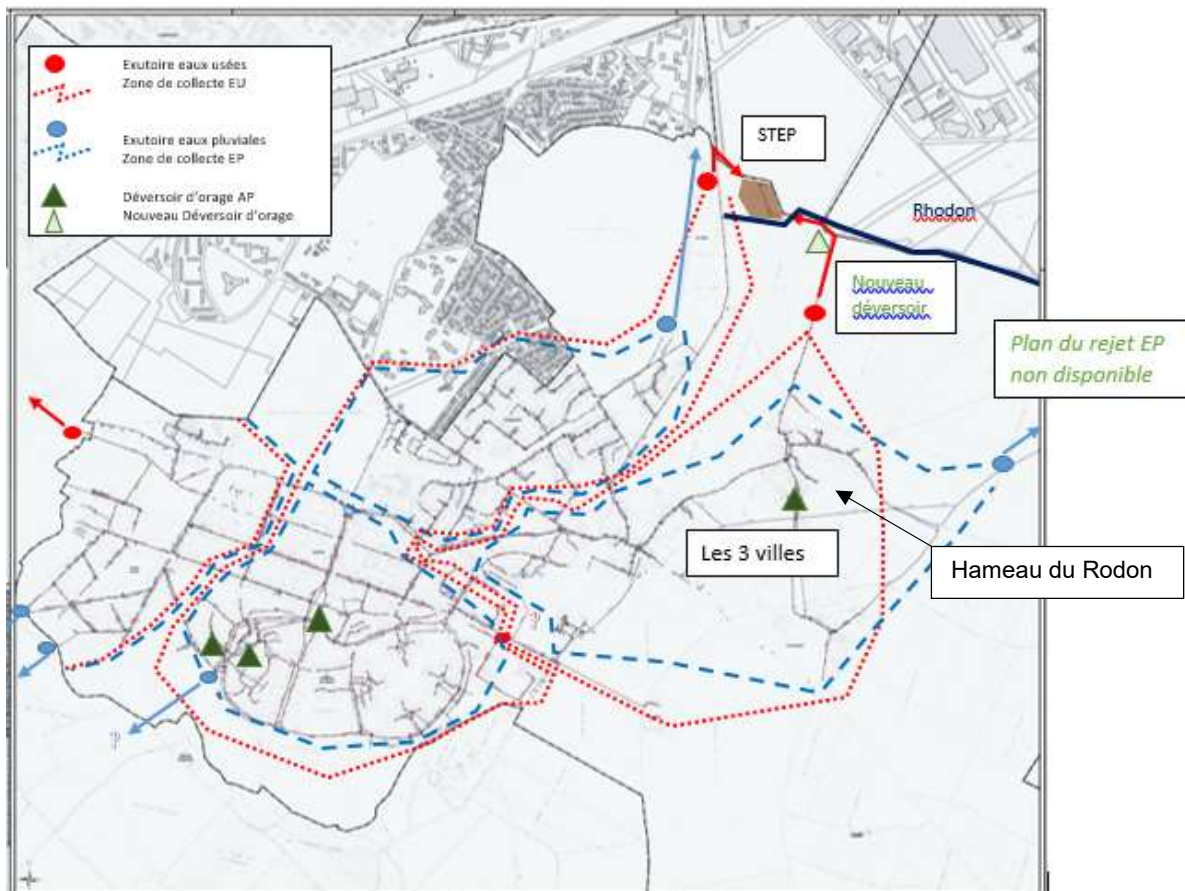 Exutoire eaux usées
Zone de collecte EU
Exutoire eaux pluviales
Zone de collecte EP
Déversoir d'orage AP
Nouveau Déversoir d'orage
STEP
Rhodon
Nouveau
déversoir
Plan du rejet EP
non disponible
Les 3 villes
Hameau du Rodon
?
?